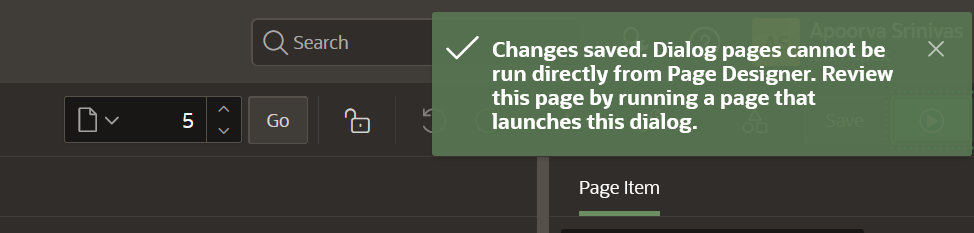 Search
Apoorva Srinivas
Changes saved. Dialog pages cannot be
run directly from Page Designer. Review
this page by running a page that
launches this dialog.
5
Go
Save
Page Item